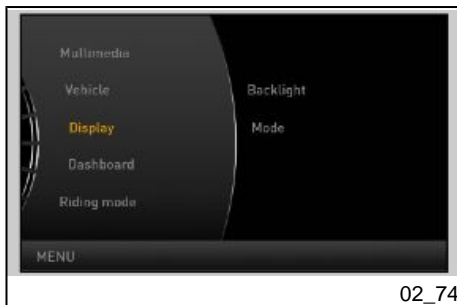 Multimedia
Vehicle
Display
Dashboard
Riding mode
Backlight
Mode
MENU
02_74